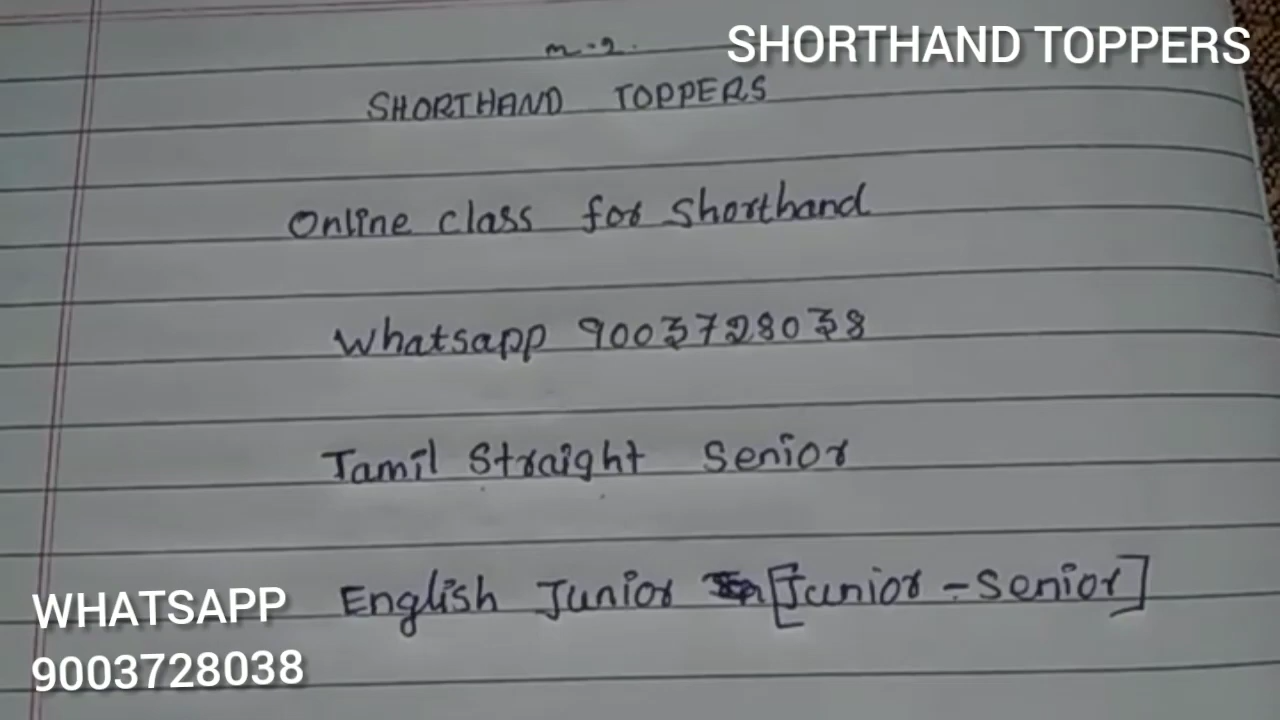 SHORTHAND TOPPERS
m-2.
SHORTHAND TOPPERS
Online class for shorthand
Whatsapp 9003728038
Tamil Straight Senior
English Junior [Junior - Senior]
WHATSAPP
9003728038